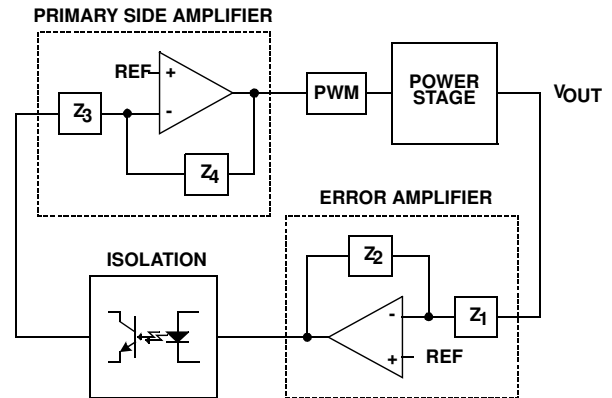 PRIMARY SIDE AMPLIFIER
REF
+
-
Z3
Z4
PWM
POWER
STAGE
VOUT
ERROR AMPLIFIER
ISOLATION
Z2
-
Z1
+
REF